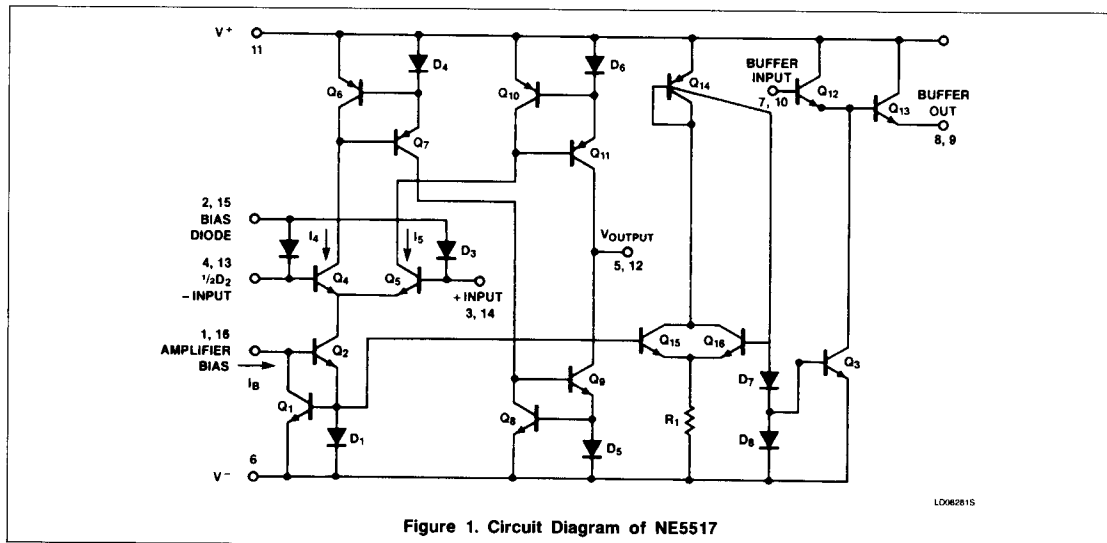 V+
11
D4
Q6
Q7
Q10
D6
Q11
Q14
BUFFER
INPUT
7, 10
Q12
Q13
BUFFER
OUT
8, 9
2, 15
BIAS
DIODE
I4
I5
D3
VOUTPUT
5, 12
4, 13
1/2D2
–INPUT
Q4
Q5
+INPUT
3, 14
1, 16
AMPLIFIER
BIAS
IB
Q2
Q15
Q16
Q1
D1
Q9
Q8
D5
R1
D7
D8
Q3
6
V–
LD08281S
Figure 1. Circuit Diagram of NE5517